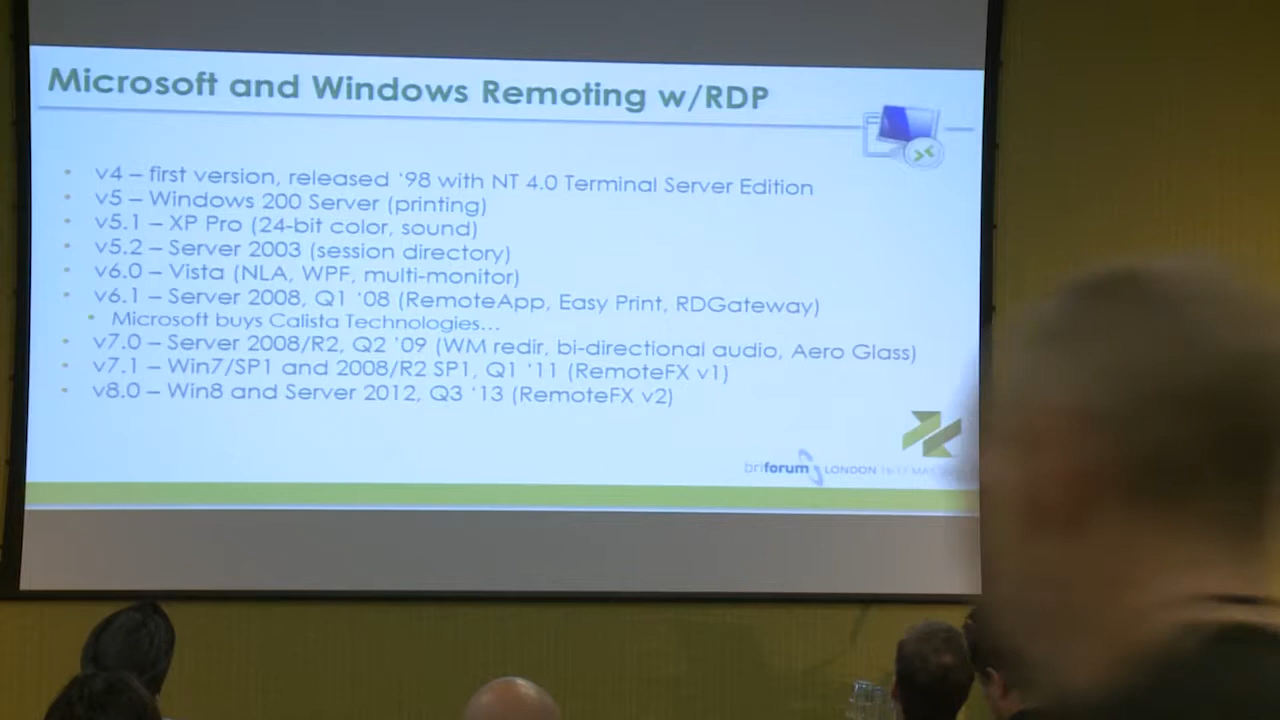 Microsoft and Windows Remoting w/RDP
• v4 – first version, released '98 with NT 4.0 Terminal Server Edition
• v5 – Windows 200 Server (printing)
• v5.1 – XP Pro (24-bit color, sound)
• v5.2 – Server 2003 (session directory)
• v6.0 – Vista (NLA, WPF, multi-monitor)
• v6.1 – Server 2008, Q1 '08 (RemoteApp, Easy Print, RDGateway)
• Microsoft buys Calista Technologies...
• v7.0 – Server 2008/R2, Q2 '09 (WM redir, bi-directional audio, Aero Glass)
• v7.1 – Win7/SP1 and 2008/R2 SP1, Q1 '11 (RemoteFX v1)
• v8.0 – Win8 and Server 2012, Q3 '13 (RemoteFX v2)
briforum LONDON